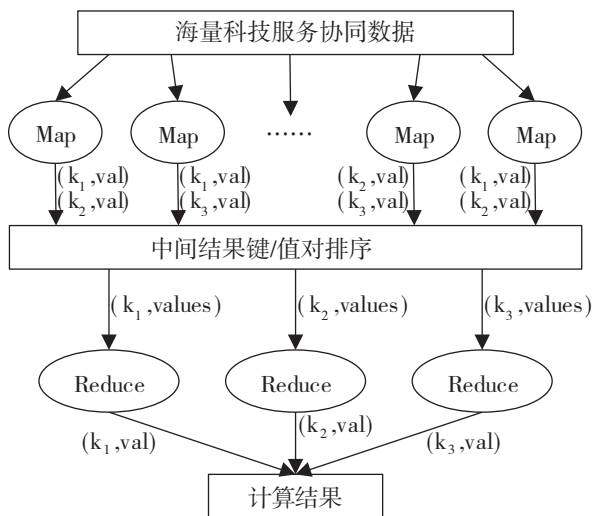 海量科技服务协同数据
Map Map …… Map Map
(k₁,val) (k₁,val) (k₂,val) (k₁,val)
(k₂,val) (k₃,val) (k₃,val) (k₂,val)
中间结果键/值对排序
(k₁,values) (k₂,values) (k₃,values)
Reduce Reduce Reduce
(k₁,val) (k₂,val) (k₃,val)
计算结果